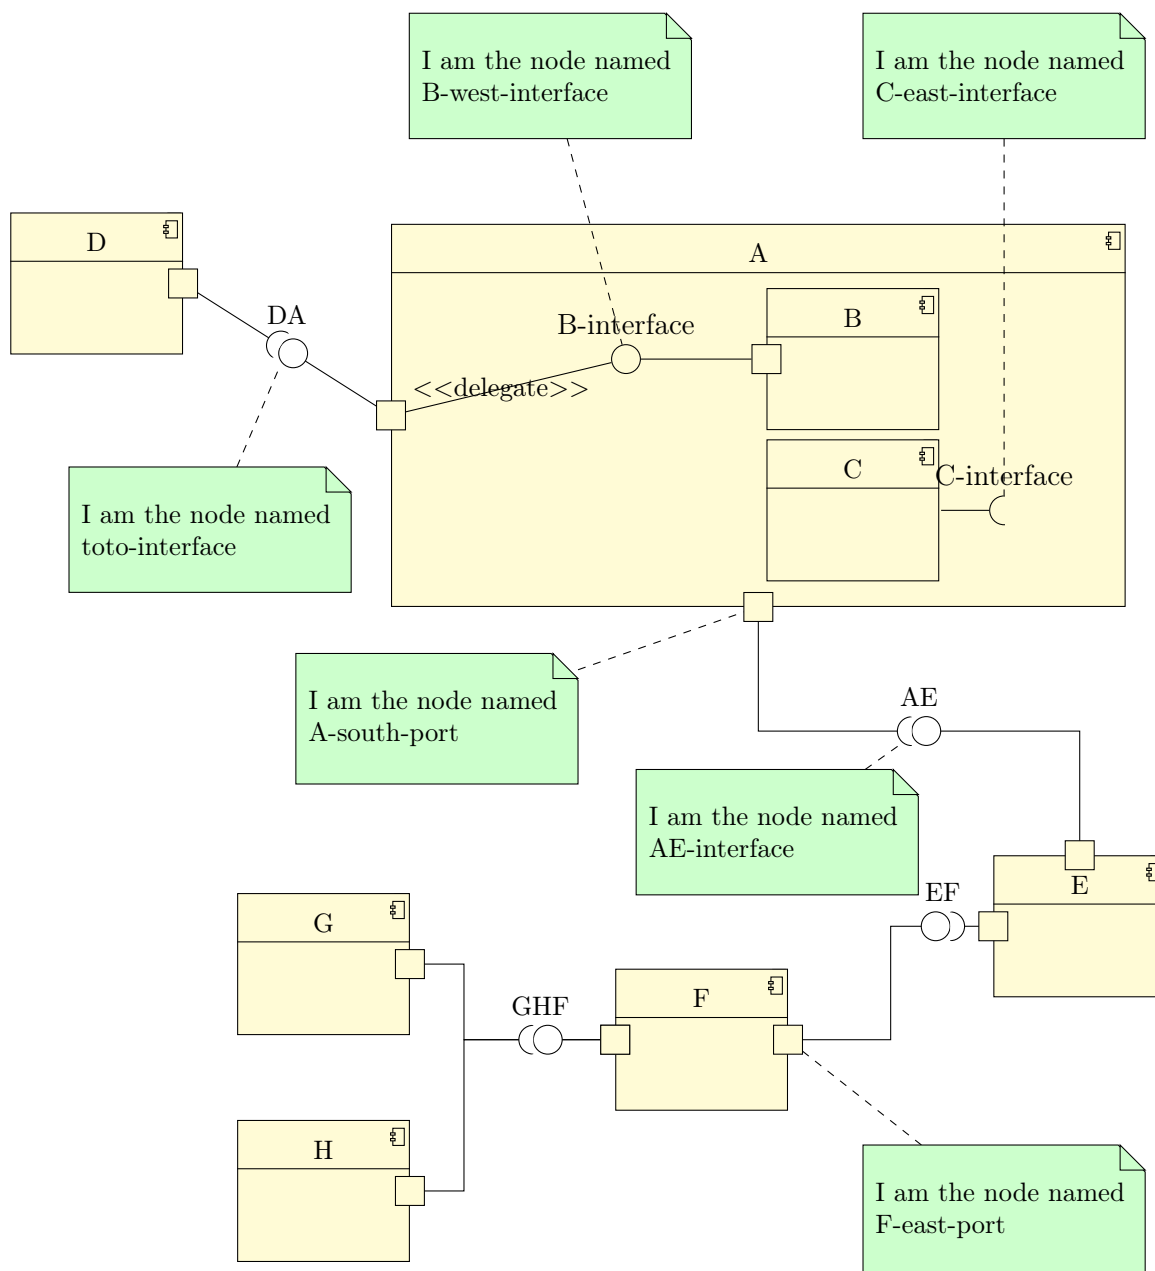 I am the node named
B-west-interface
I am the node named
C-east-interface
D
A
DA
B-interface
B
<<delegate>>
C
C-interface
I am the node named
toto-interface
I am the node named
A-south-port
AE
I am the node named
AE-interface
E
EF
G
GHF
F
H
I am the node named
F-east-port